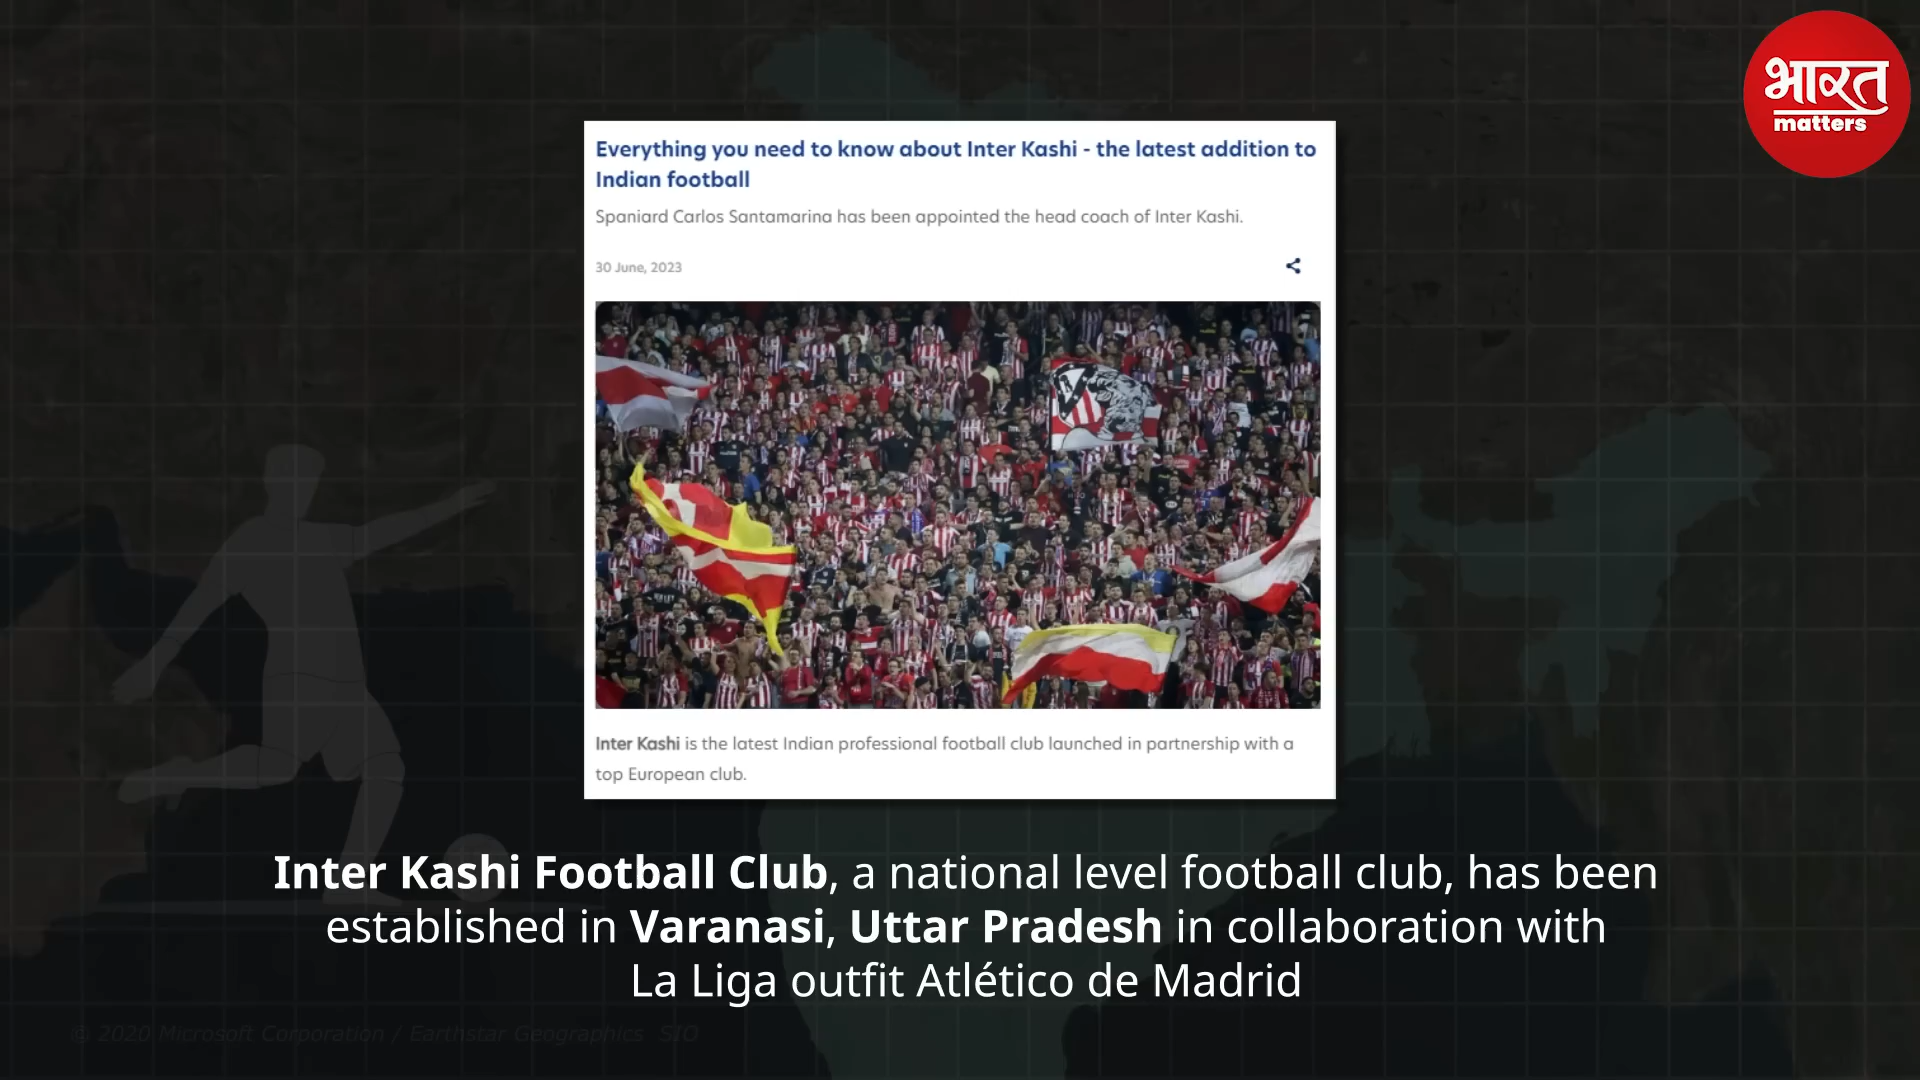 भारत
matters
Everything you need to know about Inter Kashi - the latest addition to
Indian football
Spaniard Carlos Santamarina has been appointed the head coach of Inter Kashi.
30 June, 2023
Inter Kashi is the latest Indian professional football club launched in partnership with a
top European club.
Inter Kashi Football Club, a national level football club, has been
established in Varanasi, Uttar Pradesh in collaboration with
La Liga outfit Atlético de Madrid
© 2020 Microsoft Corporation / Earthstar Geographics SIO